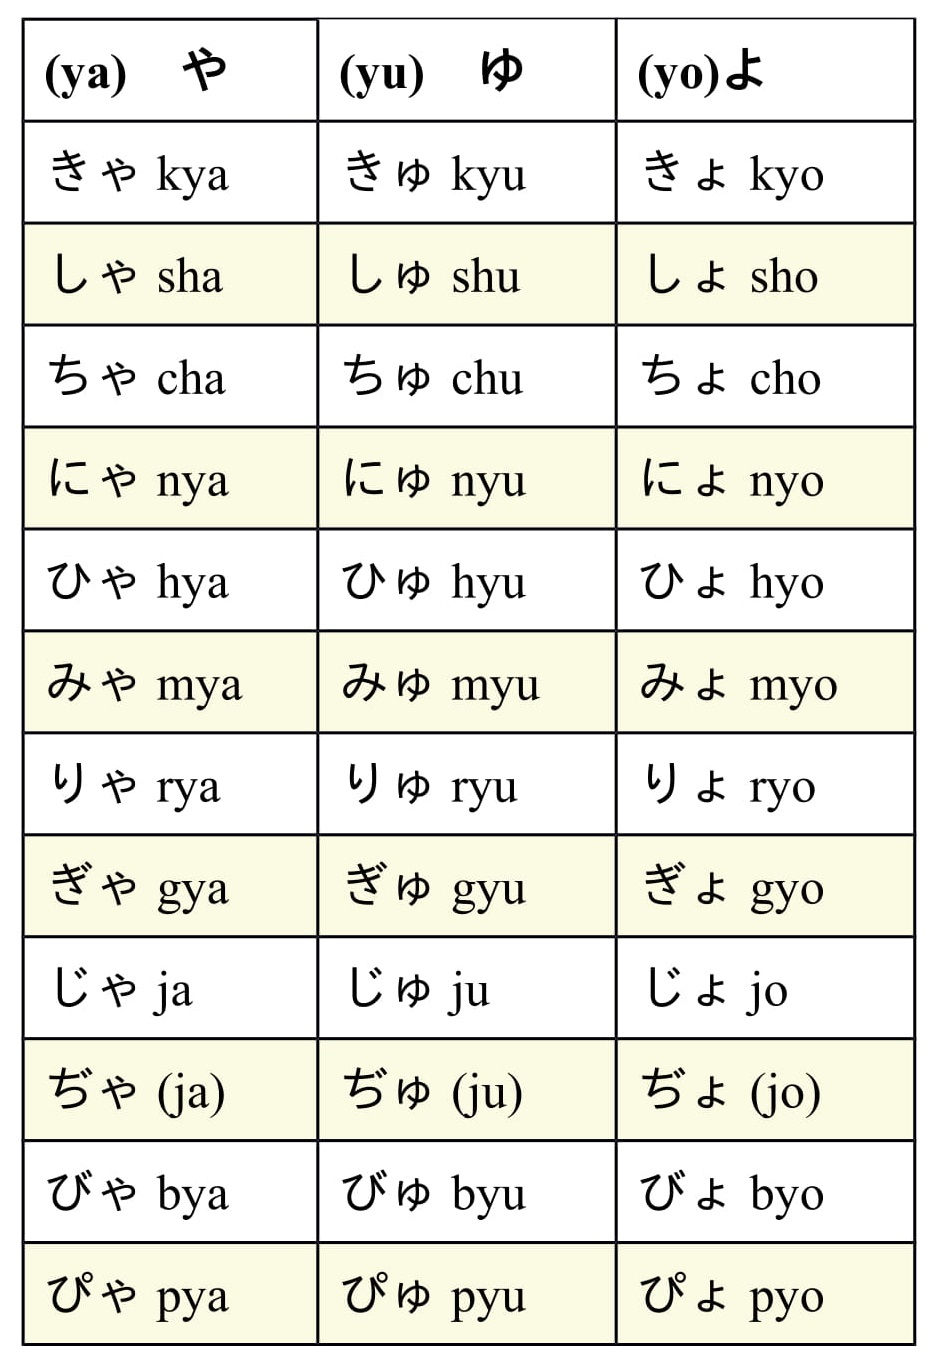 (ya) や (yu) ゆ (yo)よ
きゃ kya きゅ kyu きょ kyo
しゃ sha しゅ shu しょ sho
ちゃ cha ちゅ chu ちょ cho
にゃ nya にゅ nyu にょ nyo
ひゃ hya ひゅ hyu ひょ hyo
みゃ mya みゅ myu みょ myo
りゃ rya りゅ ryu りょ ryo
ぎゃ gya ぎゅ gyu ぎょ gyo
じゃ ja じゅ ju じょ jo
ぢゃ (ja) ぢゅ (ju) ぢょ (jo)
びゃ bya びゅ byu びょ byo
ぴゃ pya ぴゅ pyu ぴょ pyo